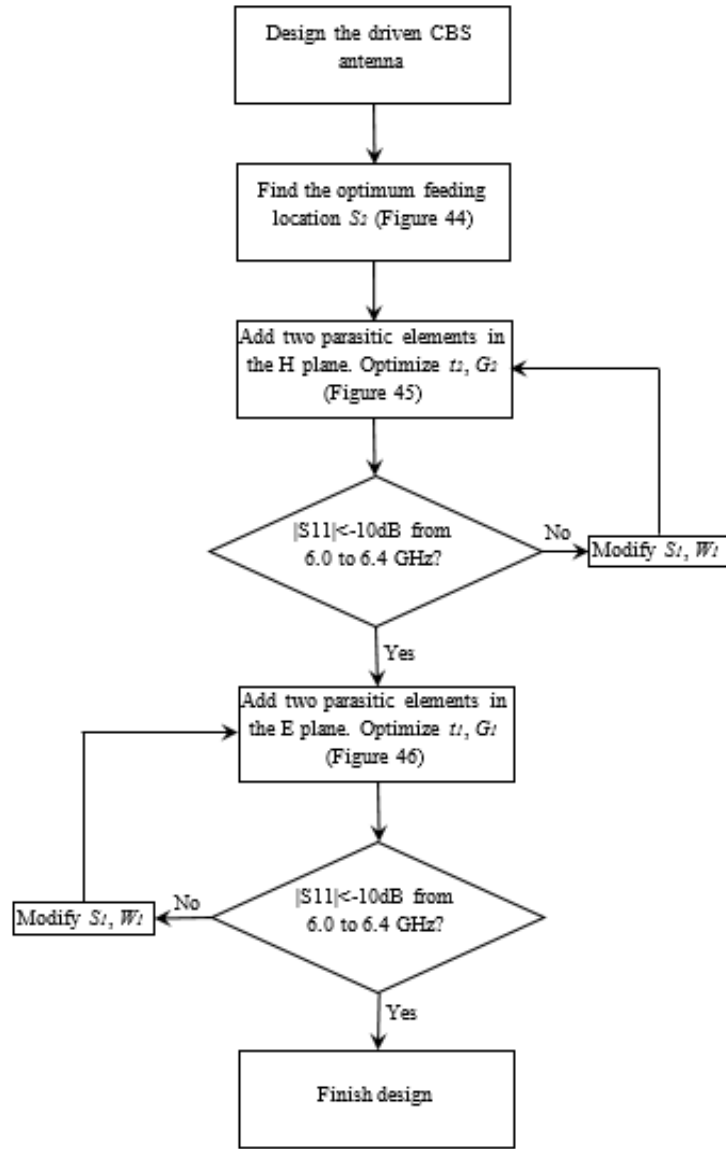 Design the driven CBS
antenna
Find the optimum feeding
location S2 (Figure 44)
Add two parasitic elements in
the H plane. Optimize t2, G2
(Figure 45)
|S11|<-10dB from
6.0 to 6.4 GHz?
No
Modify S1, W1
Yes
Add two parasitic elements in
the E plane. Optimize t1, G1
(Figure 46)
|S11|<-10dB from
6.0 to 6.4 GHz?
No
Modify S1, W1
Yes
Finish design